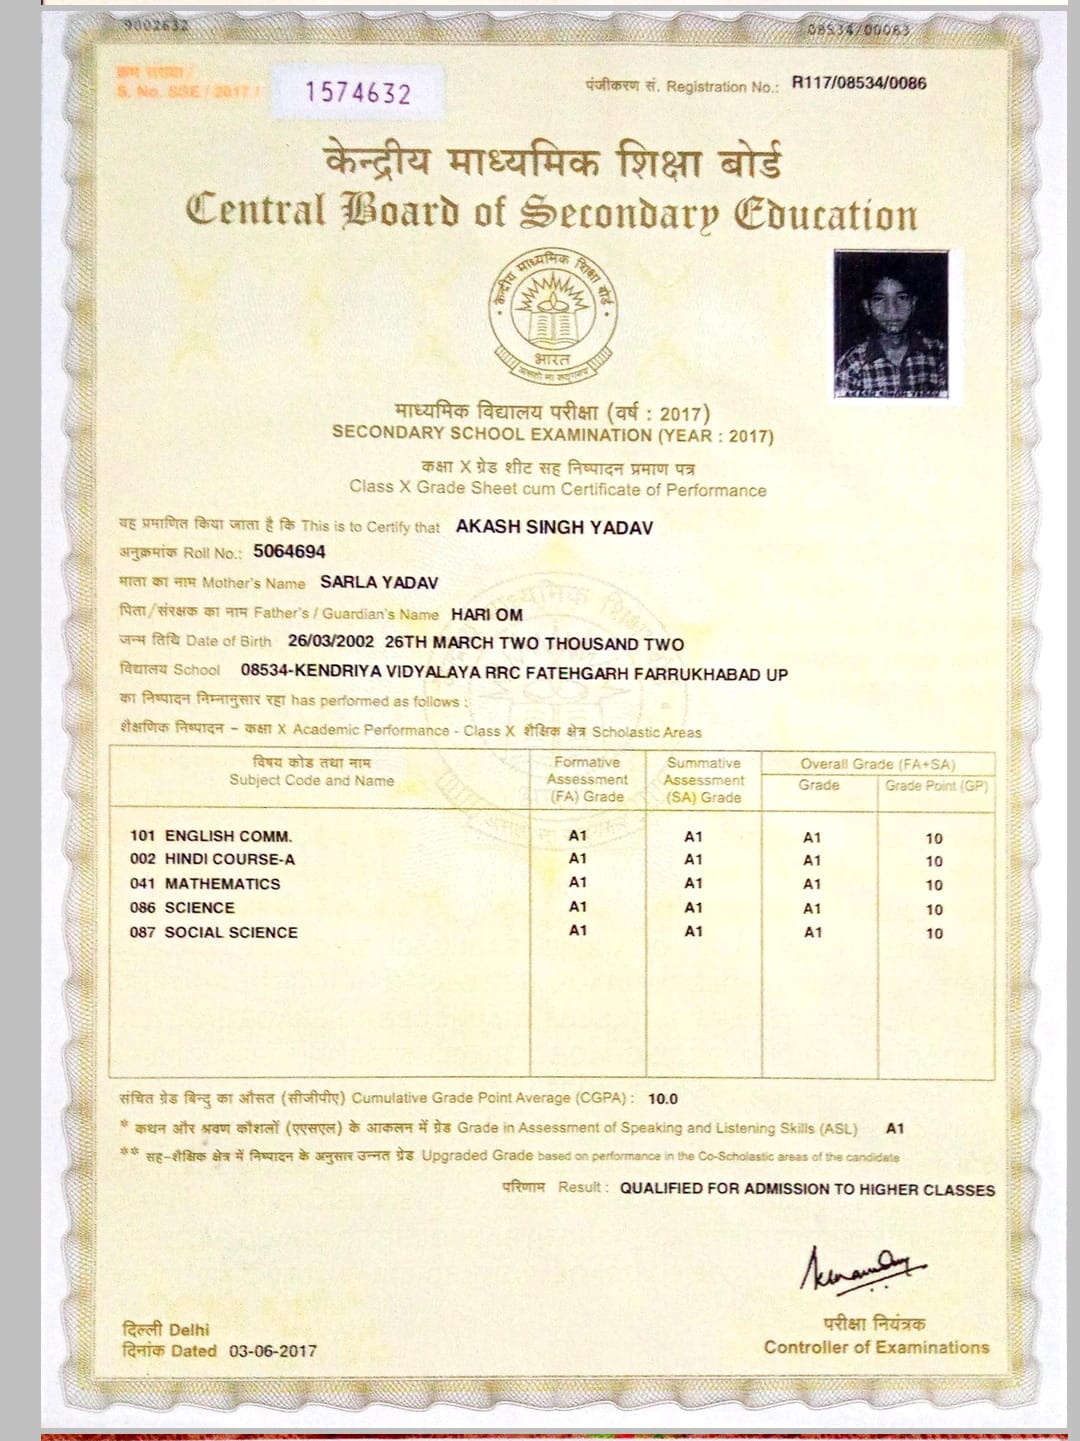 9002632
08534/00063
क्रम संख्या /
S. No. SSE / 2017 /
1574632
पंजीकरण सं. Registration No.: R117/08534/0086
केन्द्रीय माध्यमिक शिक्षा बोर्ड
Central Board of Secondary Education
केन्द्रीय माध्यमिक शिक्षा बोर्ड
भारत
माध्यमिक विद्यालय परीक्षा (वर्ष : 2017)
SECONDARY SCHOOL EXAMINATION (YEAR : 2017)
कक्षा X ग्रेड शीट सह निष्पादन प्रमाण पत्र
Class X Grade Sheet cum Certificate of Performance
यह प्रमाणित किया जाता है कि This is to Certify that AKASH SINGH YADAV
अनुक्रमांक Roll No.: 5064694
माता का नाम Mother's Name SARLA YADAV
पिता/संरक्षक का नाम Father's / Guardian's Name HARI OM
जन्म तिथि Date of Birth 26/03/2002 26TH MARCH TWO THOUSAND TWO
विद्यालय School 08534-KENDRIYA VIDYALAYA RRC FATEHGARH FARRUKHABAD UP
का निष्पादन निम्नानुसार रहा has performed as follows :
शैक्षणिक निष्पादन – कक्षा X Academic Performance - Class X शैक्षिक क्षेत्र Scholastic Areas
विषय कोड तथा नाम
Subject Code and Name
Formative
Assessment
(FA) Grade
Summative
Assessment
(SA) Grade
Overall Grade (FA+SA)
Grade Grade Point (GP)
101 ENGLISH COMM. A1 A1 A1 10
002 HINDI COURSE-A A1 A1 A1 10
041 MATHEMATICS A1 A1 A1 10
086 SCIENCE A1 A1 A1 10
087 SOCIAL SCIENCE A1 A1 A1 10
संचित ग्रेड बिन्दु का औसत (सीजीपीए) Cumulative Grade Point Average (CGPA) : 10.0
* कथन और श्रवण कौशलों (एएसएल) के आकलन में ग्रेड Grade in Assessment of Speaking and Listening Skills (ASL) A1
** सह-शैक्षिक क्षेत्र में निष्पादन के अनुसार उन्नत ग्रेड Upgraded Grade based on performance in the Co-Scholastic areas of the candidate
परिणाम Result : QUALIFIED FOR ADMISSION TO HIGHER CLASSES
दिल्ली Delhi
दिनांक Dated 03-06-2017
परीक्षा नियंत्रक
Controller of Examinations